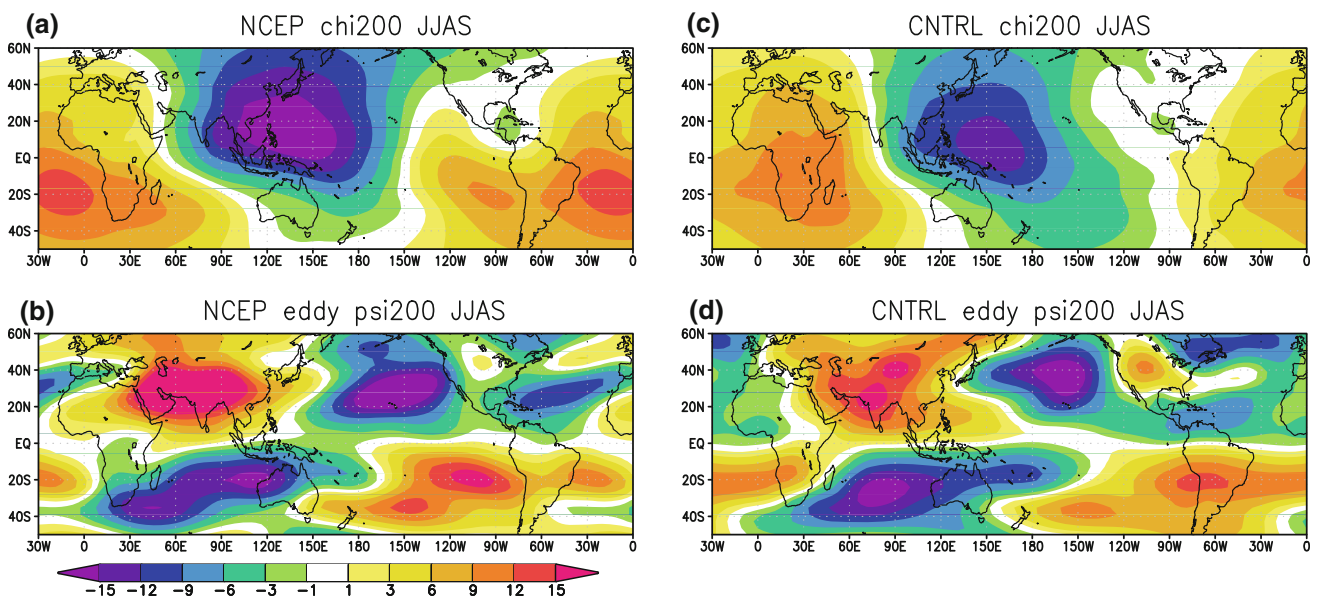 (a) NCEP chi200 JJAS
60N
40N
20N
EQ
20S
40S
30W 0 30E 60E 90E 120E 150E 180 150W 120W 90W 60W 30W 0
(c) CNTRL chi200 JJAS
60N
40N
20N
EQ
20S
40S
30W 0 30E 60E 90E 120E 150E 180 150W 120W 90W 60W 30W 0
(b) NCEP eddy psi200 JJAS
60N
40N
20N
EQ
20S
40S
30W 0 30E 60E 90E 120E 150E 180 150W 120W 90W 60W 30W 0
-15 -12 -9 -6 -3 -1 1 3 6 9 12 15
(d) CNTRL eddy psi200 JJAS
60N
40N
20N
EQ
20S
40S
30W 0 30E 60E 90E 120E 150E 180 150W 120W 90W 60W 30W 0